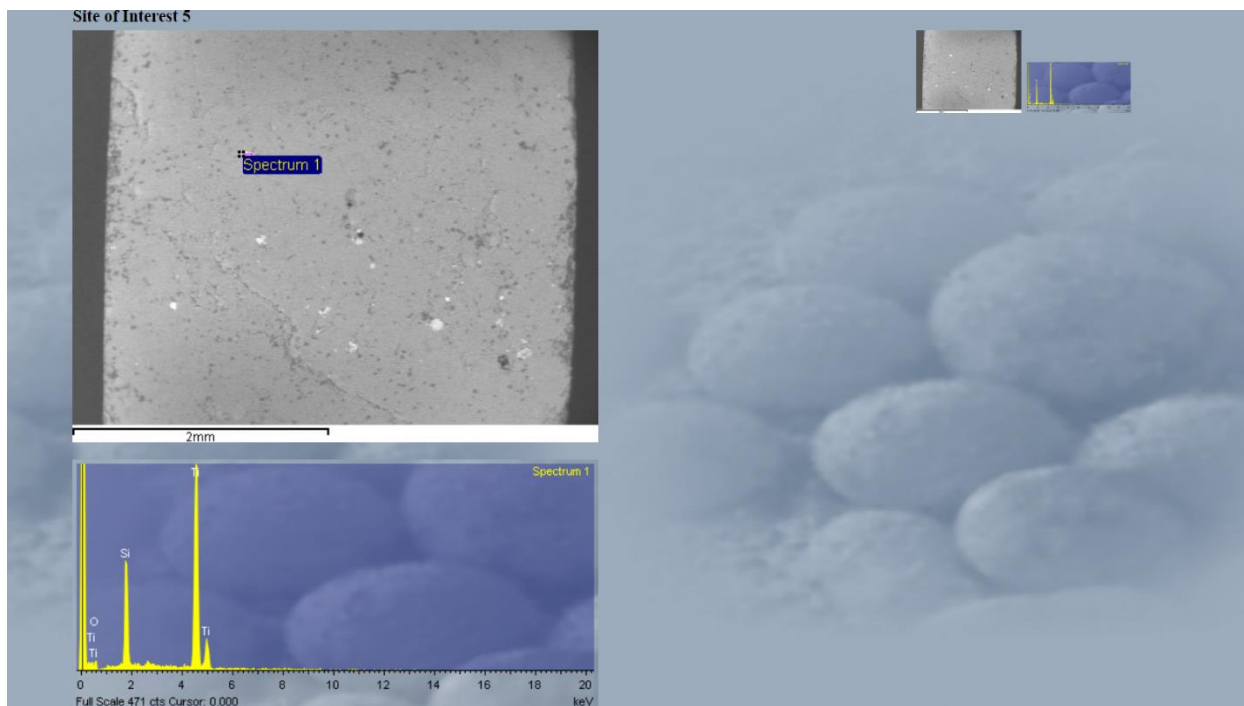 Site of Interest 5
Spectrum 1
2mm
Spectrum 1
Ti
Si
O
Ti
Ti
Ti
0 2 4 6 8 10 12 14 16 18 20
Full Scale 471 cts Cursor: 0.000 keV